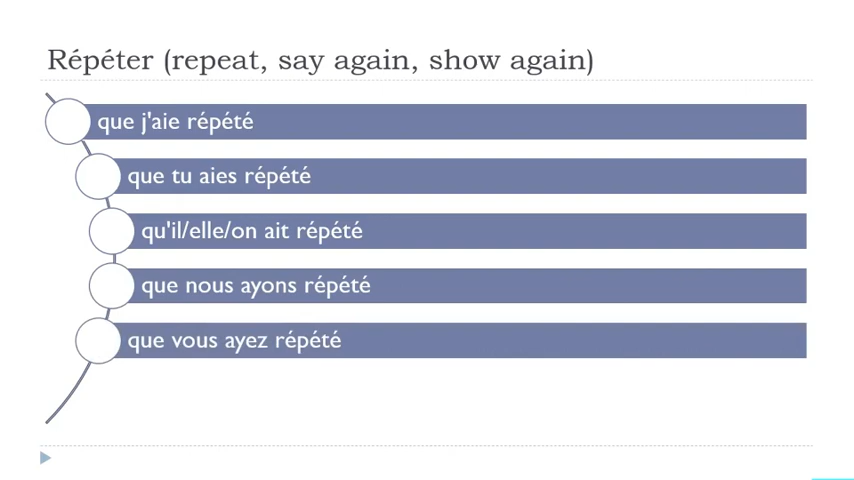 Répéter (repeat, say again, show again)
que j'aie répété
que tu aies répété
qu'il/elle/on ait répété
que nous ayons répété
que vous ayez répété